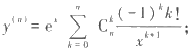 y^{(n)} = e^x \sum_{k=0}^{n} C_n^k \frac{(-1)^k k!}{x^{k+1}};